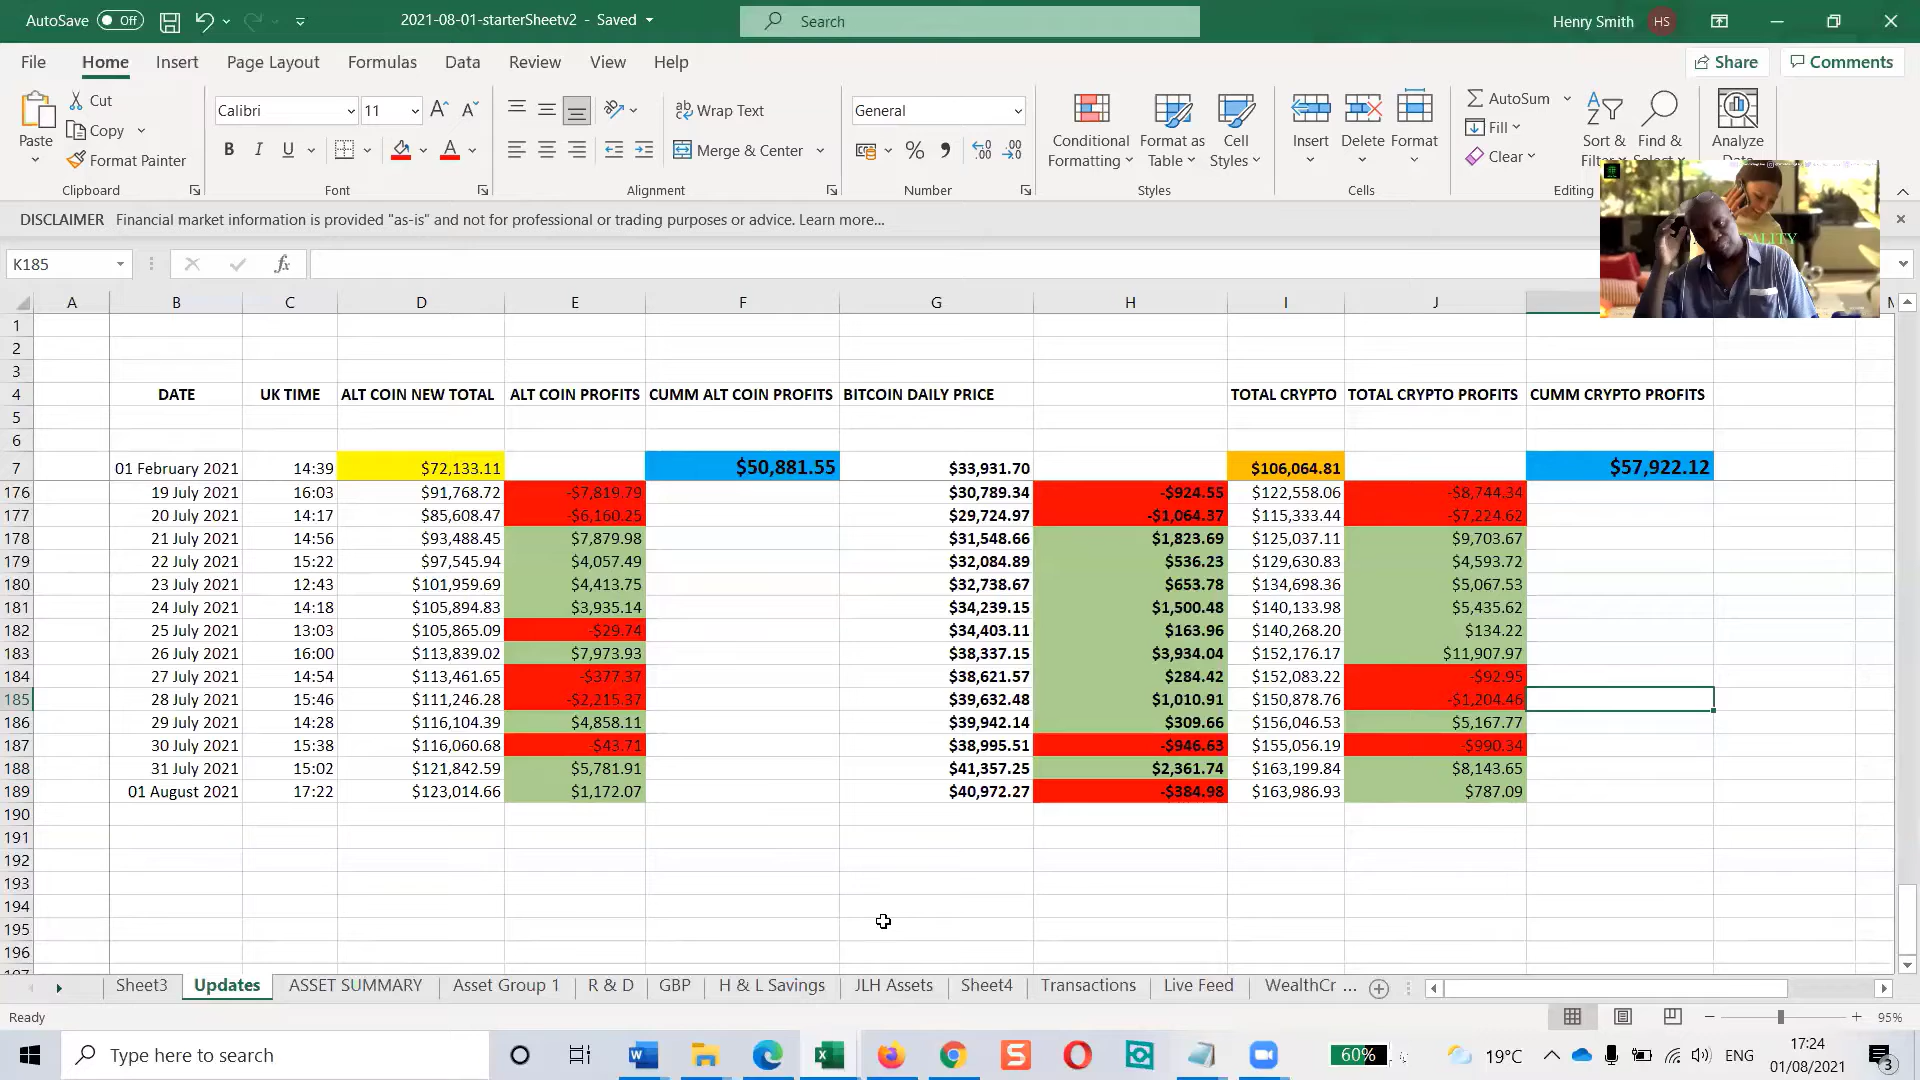 AutoSave Off 2021-08-01-starterSheetv2 - Saved Search Henry Smith HS
File Home Insert Page Layout Formulas Data Review View Help Share Comments
Cut
Copy
Format Painter
Paste
Calibri 11
B I U
Wrap Text
Merge & Center
General
Conditional Formatting
Format as Table
Cell Styles
Insert
Delete
Format
AutoSum
Fill
Clear
Sort &
Find &
Analyze
Clipboard Font Alignment Number Styles Cells Editing
DISCLAIMER Financial market information is provided "as-is" and not for professional or trading purposes or advice. Learn more...
K185 fx
A B C D E F G H I J
1
2
3
4 DATE UK TIME ALT COIN NEW TOTAL ALT COIN PROFITS CUMM ALT COIN PROFITS BITCOIN DAILY PRICE TOTAL CRYPTO TOTAL CRYPTO PROFITS CUMM CRYPTO PROFITS
5
6
7 01 February 2021 14:39 $72,133.11 $50,881.55 $33,931.70 $106,064.81 $57,922.12
176 19 July 2021 16:03 $91,768.72 -$7,819.79 $30,789.34 -$924.55 $122,558.06 -$8,744.34
177 20 July 2021 14:17 $85,608.47 -$6,160.25 $29,724.97 -$1,064.37 $115,333.44 -$7,224.62
178 21 July 2021 14:56 $93,488.45 $7,879.98 $31,548.66 $1,823.69 $125,037.11 $9,703.67
179 22 July 2021 15:22 $97,545.94 $4,057.49 $32,084.89 $536.23 $129,630.83 $4,593.72
180 23 July 2021 12:43 $101,959.69 $4,413.75 $32,738.67 $653.78 $134,698.36 $5,067.53
181 24 July 2021 14:18 $105,894.83 $3,935.14 $34,239.15 $1,500.48 $140,133.98 $5,435.62
182 25 July 2021 13:03 $105,865.09 -$29.74 $34,403.11 $163.96 $140,268.20 $134.22
183 26 July 2021 16:00 $113,839.02 $7,973.93 $38,337.15 $3,934.04 $152,176.17 $11,907.97
184 27 July 2021 14:54 $113,461.65 -$377.37 $38,621.57 $284.42 $152,083.22 -$92.95
185 28 July 2021 15:46 $111,246.28 -$2,215.37 $39,632.48 $1,010.91 $150,878.76 -$1,204.46
186 29 July 2021 14:28 $116,104.39 $4,858.11 $39,942.14 $309.66 $156,046.53 $5,167.77
187 30 July 2021 15:38 $116,060.68 -$43.71 $38,995.51 -$946.63 $155,056.19 -$990.34
188 31 July 2021 15:02 $121,842.59 $5,781.91 $41,357.25 $2,361.74 $163,199.84 $8,143.65
189 01 August 2021 17:22 $123,014.66 $1,172.07 $40,972.27 -$384.98 $163,986.93 $787.09
190
191
192
193
194
195
196
Sheet3 Updates ASSET SUMMARY Asset Group 1 R & D GBP H & L Savings JLH Assets Sheet4 Transactions Live Feed WealthCr ...
Ready 95%
Type here to search 60% 19°C ENG 17:24
01/08/2021 3